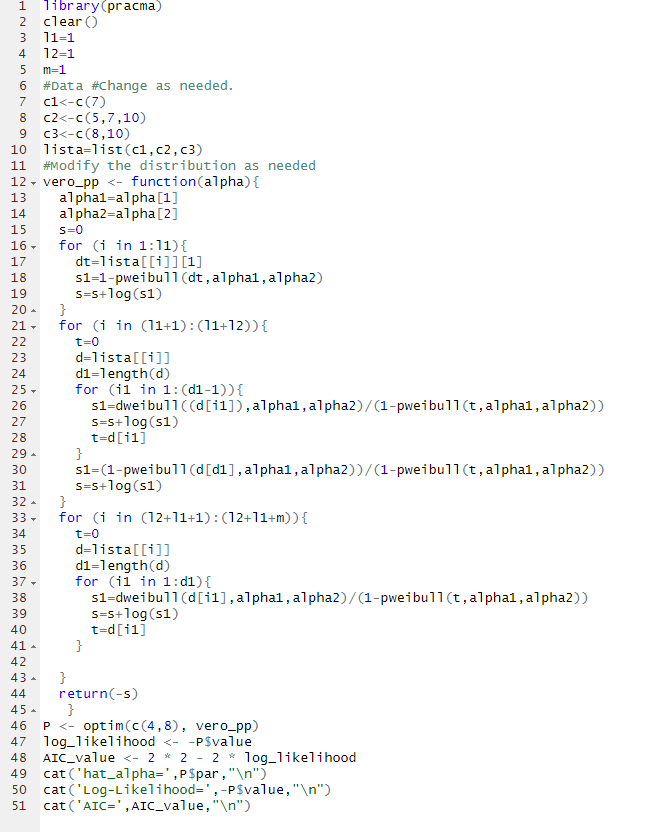 1 library(pracma)
2 clear()
3 l1=1
4 l2=1
5 m=1
6 #Data #Change as needed.
7 c1<-c(7)
8 c2<-c(5,7,10)
9 c3<-c(8,10)
10 lista=list(c1,c2,c3)
11 #Modify the distribution as needed
12 vero_pp <- function(alpha){
13   alpha1=alpha[1]
14   alpha2=alpha[2]
15   s=0
16   for (i in 1:l1){
17     dt=lista[[i]][1]
18     s1=1-pweibull(dt,alpha1,alpha2)
19     s=s+log(s1)
20   }
21   for (i in (l1+1):(l1+l2)){
22     t=0
23     d=lista[[i]]
24     d1=length(d)
25     for (i1 in 1:(d1-1)){
26       s1=dweibull((d[i1]),alpha1,alpha2)/(1-pweibull(t,alpha1,alpha2))
27       s=s+log(s1)
28       t=d[i1]
29     }
30     s1=(1-pweibull(d[d1],alpha1,alpha2))/(1-pweibull(t,alpha1,alpha2))
31     s=s+log(s1)
32   }
33   for (i in (l2+l1+1):(l2+l1+m)){
34     t=0
35     d=lista[[i]]
36     d1=length(d)
37     for (i1 in 1:d1){
38       s1=dweibull(d[i1],alpha1,alpha2)/(1-pweibull(t,alpha1,alpha2))
39       s=s+log(s1)
40       t=d[i1]
41     }
42
43   }
44   return(-s)
45    }
46 P <- optim(c(4,8), vero_pp)
47 log_likelihood <- -P$value
48 AIC_value <- 2 * 2 - 2 * log_likelihood
49 cat('hat_alpha=',P$par,"\n")
50 cat('Log-Likelihood=',-P$value,"\n")
51 cat('AIC=',AIC_value,"\n")